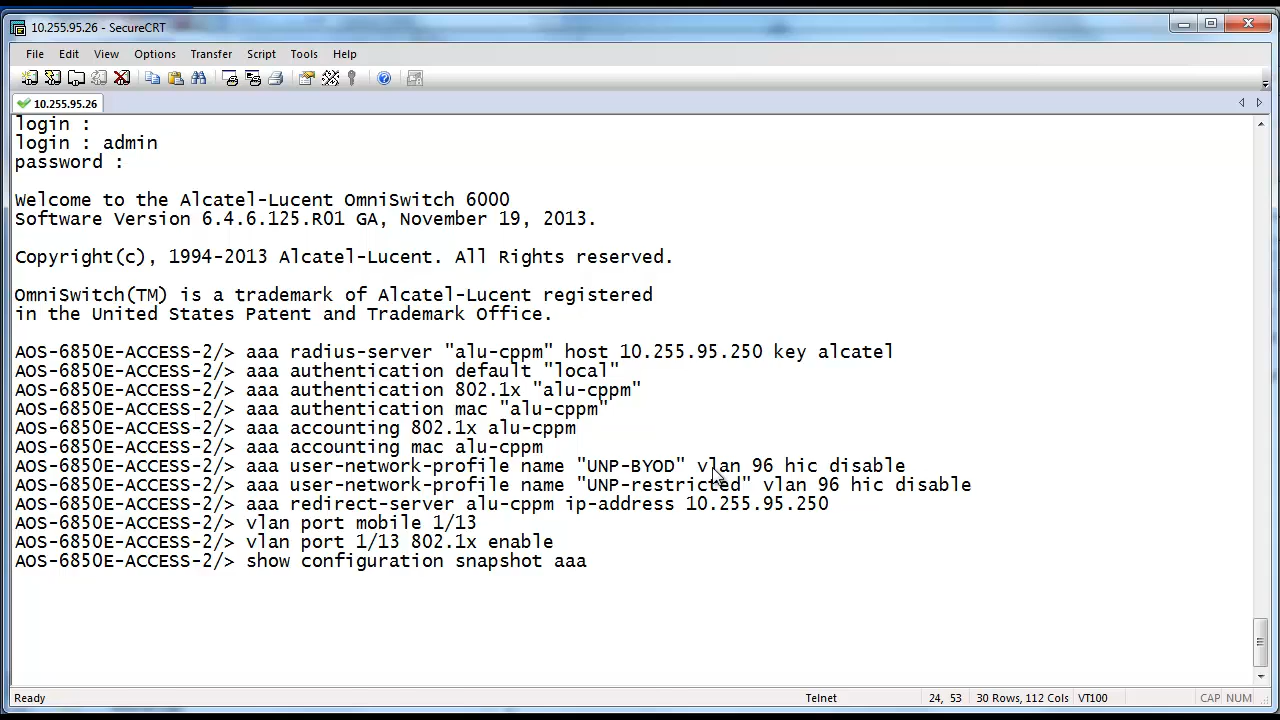 10.255.95.26 - SecureCRT
File Edit View Options Transfer Script Tools Help
10.255.95.26
login :
login : admin
password :
Welcome to the Alcatel-Lucent OmniSwitch 6000
Software Version 6.4.6.125.R01 GA, November 19, 2013.
Copyright(c), 1994-2013 Alcatel-Lucent. All Rights reserved.
OmniSwitch(TM) is a trademark of Alcatel-Lucent registered
in the United States Patent and Trademark Office.
AOS-6850E-ACCESS-2/> aaa radius-server "alu-cppm" host 10.255.95.250 key alcatel
AOS-6850E-ACCESS-2/> aaa authentication default "local"
AOS-6850E-ACCESS-2/> aaa authentication 802.1x "alu-cppm"
AOS-6850E-ACCESS-2/> aaa authentication mac "alu-cppm"
AOS-6850E-ACCESS-2/> aaa accounting 802.1x alu-cppm
AOS-6850E-ACCESS-2/> aaa accounting mac alu-cppm
AOS-6850E-ACCESS-2/> aaa user-network-profile name "UNP-BYOD" vlan 96 hic disable
AOS-6850E-ACCESS-2/> aaa user-network-profile name "UNP-restricted" vlan 96 hic disable
AOS-6850E-ACCESS-2/> aaa redirect-server alu-cppm ip-address 10.255.95.250
AOS-6850E-ACCESS-2/> vlan port mobile 1/13
AOS-6850E-ACCESS-2/> vlan port 1/13 802.1x enable
AOS-6850E-ACCESS-2/> show configuration snapshot aaa
Ready Telnet 24, 53 30 Rows, 112 Cols VT100 CAP NUM